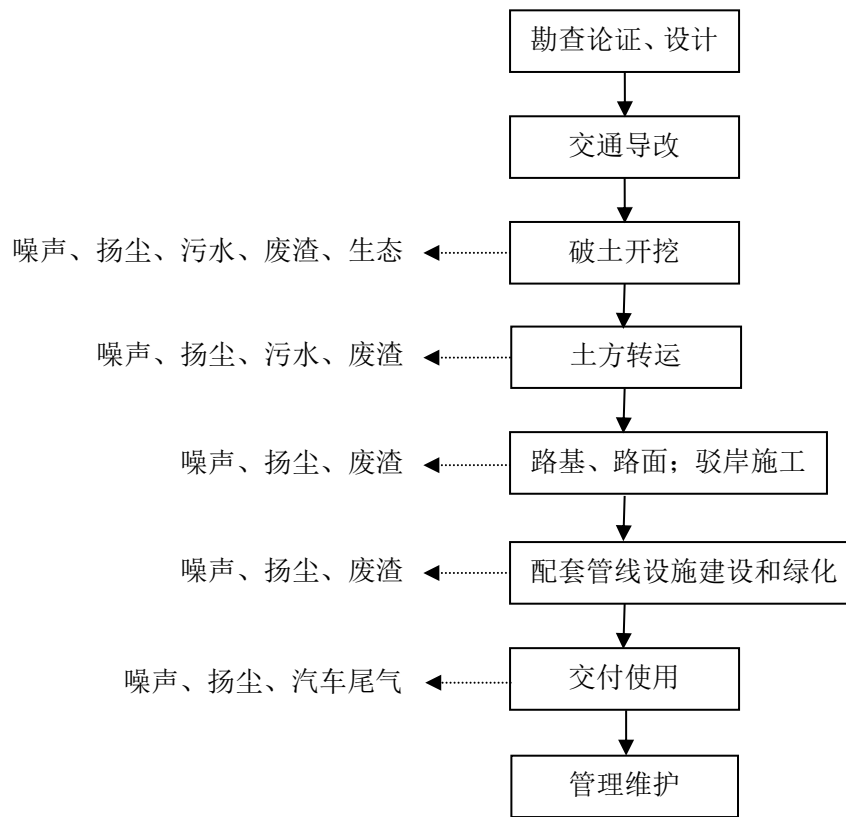 勘查论证、设计
交通导改
噪声、扬尘、污水、废渣、生态
破土开挖
噪声、扬尘、污水、废渣
土方转运
噪声、扬尘、废渣
路基、路面；驳岸施工
噪声、扬尘、废渣
配套管线设施建设和绿化
噪声、扬尘、汽车尾气
交付使用
管理维护